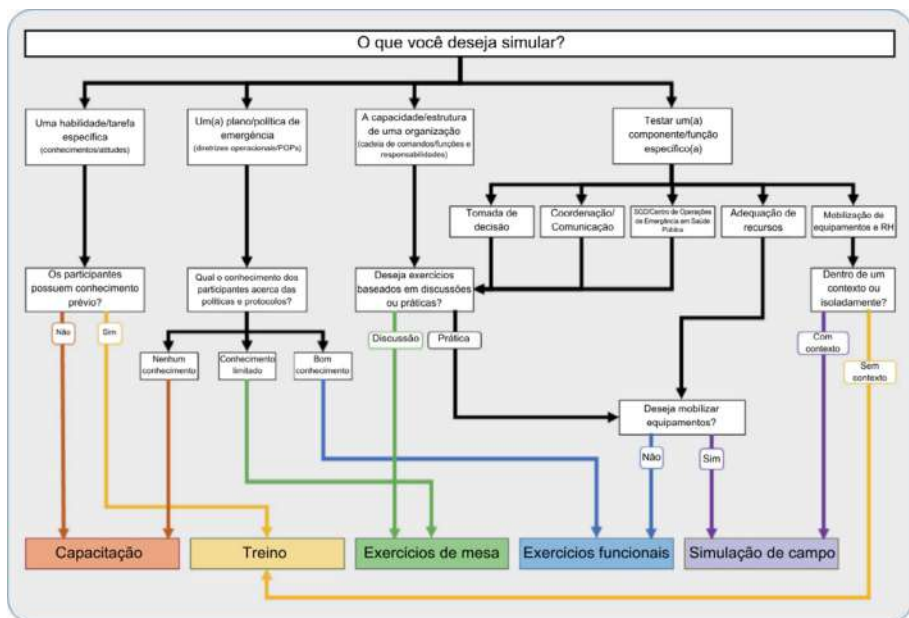 O que você deseja simular?
Uma habilidade/tarefa
específica
(conhecimentos/atitudes)
Um(a) plano/política de
emergência
(diretrizes operacionais/POPs)
A capacidade/estrutura
de uma organização
(cadeia de comandos/funções e
responsabilidades)
Testar um(a)
componente/função
específico(a)
Tomada de
decisão
Coordenação/
Comunicação
SGD/Centro de Operações
de Emergência em Saúde
Pública
Adequação de
recursos
Mobilização de
equipamentos e RH
Os participantes
possuem conhecimento
prévio?
Qual o conhecimento dos
participantes acerca das
políticas e protocolos?
Deseja exercícios
baseados em discussões
ou práticas?
Dentro de um
contexto ou
isoladamente?
Não
Sim
Discussão
Prática
Com
contexto
Sem
contexto
Nenhum
conhecimento
Conhecimento
limitado
Bom
conhecimento
Deseja mobilizar
equipamentos?
Não
Sim
Capacitação
Treino
Exercícios de mesa
Exercícios funcionais
Simulação de campo